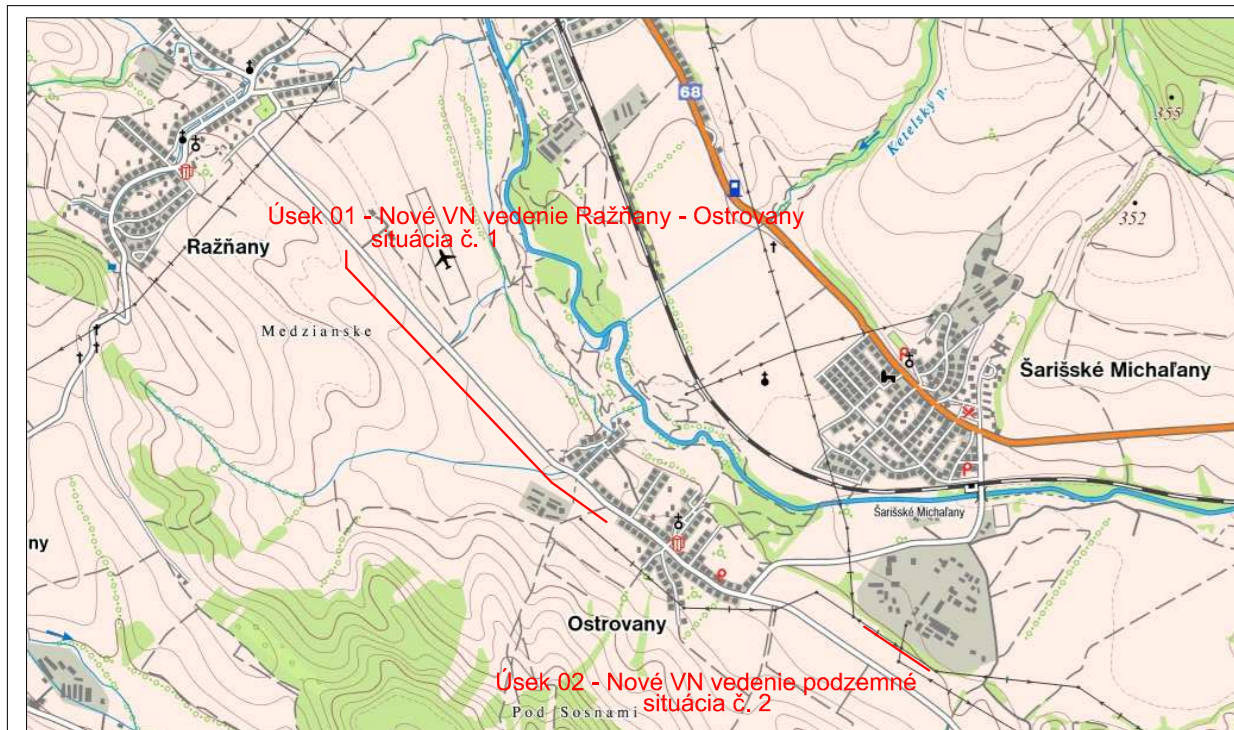 68
Ketelský p.
355
352
Úsek 01 - Nové VN vedenie Ražňany - Ostrovany
situácia č. 1
Ražňany
Medzianske
Šarišské Michaľany
Šarišské Michaľany
ny
Ostrovany
Úsek 02 - Nové VN vedenie podzemné
situácia č. 2
Pod Sosnami